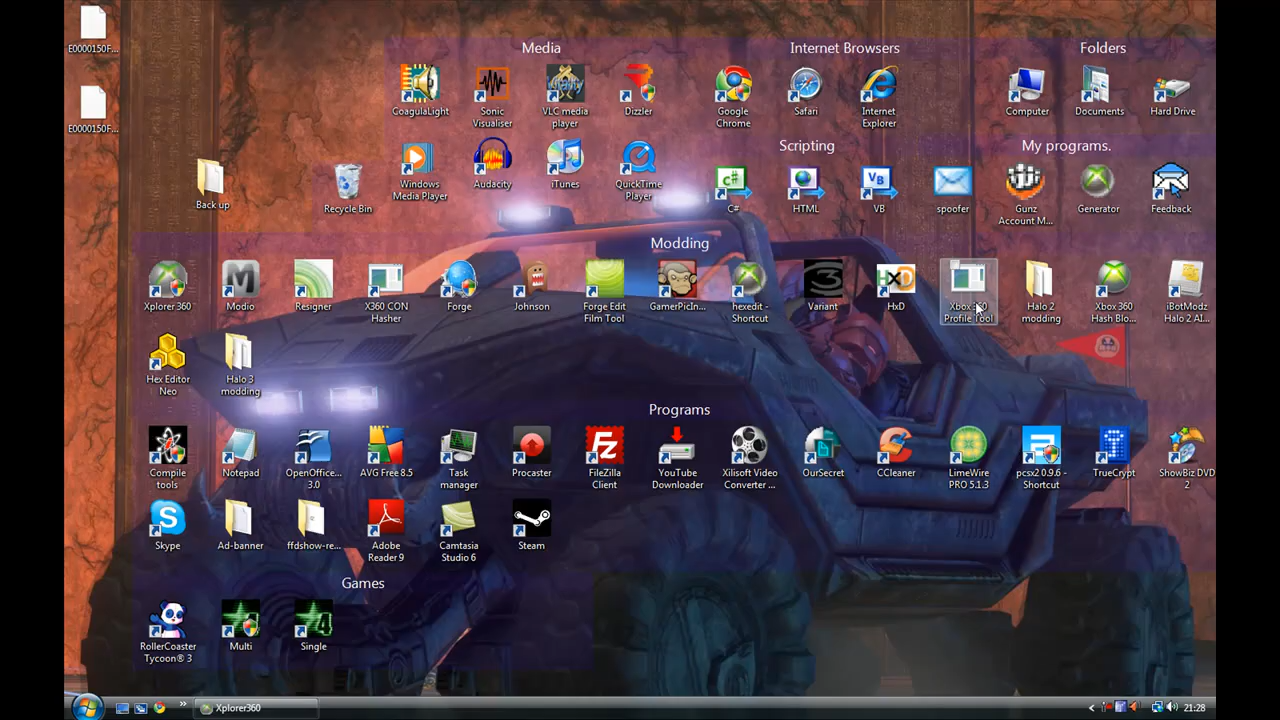 E0000150F...
E0000150F...
Media
Internet Browsers
Folders
CoagulaLight
Sonic
Visualiser
VLC media
player
Dizzler
Google
Chrome
Safari
Internet
Explorer
Computer
Documents
Hard Drive
Scripting
My programs.
Back up
Recycle Bin
Windows
Media Player
Audacity
iTunes
QuickTime
Player
C#
C#
HTML
VB
VB
spoofer
Gunz
Account M...
Generator
Feedback
Modding
Xplorer 360
M
Modio
Resigner
X360 CON
Hasher
Forge
Johnson
Forge Edit
Film Tool
GamerPicIn...
hexedit -
Shortcut
Variant
HxD
HxD
Xbox 360
Profile Tool
Halo 2
modding
Xbox 360
Hash Blo...
iBotModz
Halo 2 AI...
Hex Editor
Neo
Halo 3
modding
Programs
Compile
tools
Notepad
OpenOffice...
3.0
AVG Free 8.5
Task
manager
Procaster
Fz
FileZilla
Client
YouTube
Downloader
Xilisoft Video
Converter ...
OurSecret
CCleaner
LimeWire
PRO 5.1.3
pcsx2 0.9.6 -
Shortcut
TrueCrypt
ShowBiz DVD
2
Skype
Ad-banner
ffdshow-re...
Adobe
Reader 9
Camtasia
Studio 6
Steam
Games
RollerCoaster
Tycoon® 3
Multi
4
Single
Xplorer360
21:28